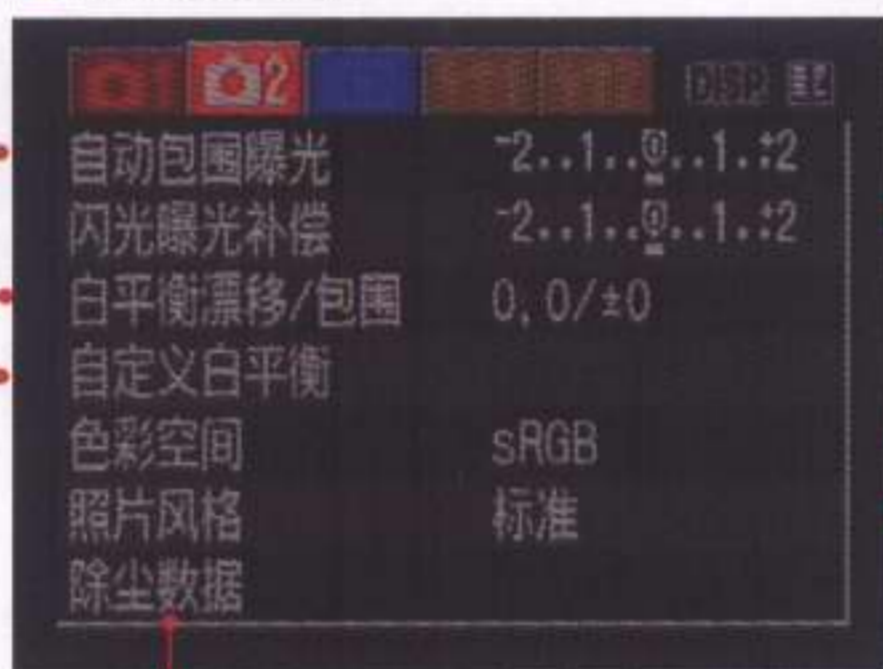 2 DISP
自动包围曝光 -2..1..0..1.:+2
闪光曝光补偿 -2..1..0..1.:+2
白平衡漂移/包围 0,0/±0
自定义白平衡
色彩空间 sRGB
照片风格 标准
除尘数据